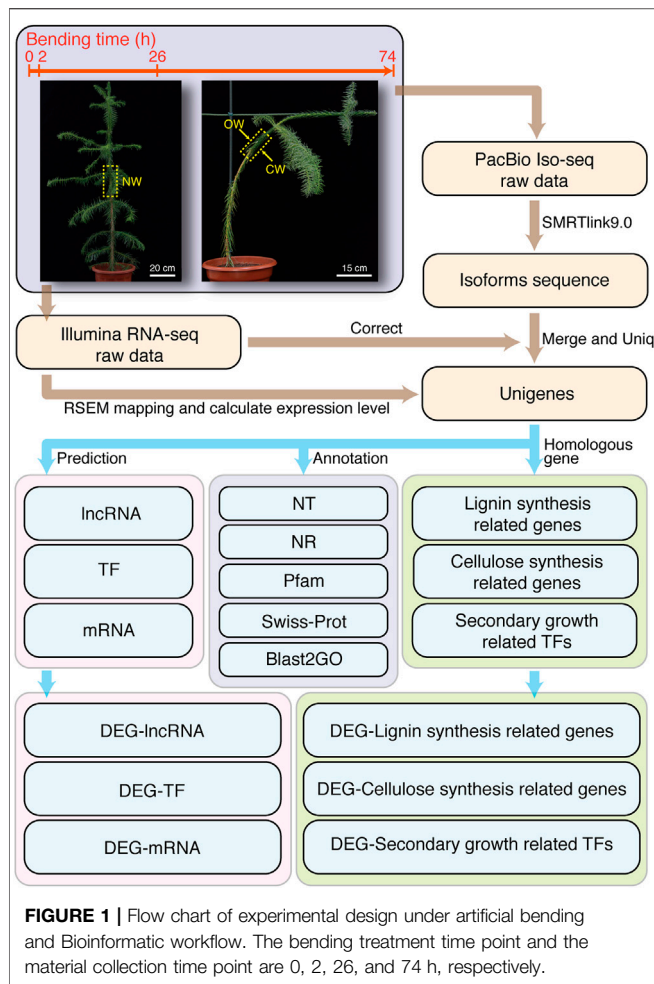 Bending time (h)
0 2 26 74
OW
CW
NW
20 cm
15 cm
PacBio Iso-seq
raw data
SMRTlink9.0
Isoforms sequence
Illumina RNA-seq
raw data
Correct
Merge and Uniq
RSEM mapping and calculate expression level
Unigenes
Prediction
Annotation
Homologous
gene
lncRNA
TF
mRNA
NT
NR
Pfam
Swiss-Prot
Blast2GO
Lignin synthesis
related genes
Cellulose synthesis
related genes
Secondary growth
related TFs
DEG-lncRNA
DEG-TF
DEG-mRNA
DEG-Lignin synthesis related genes
DEG-Cellulose synthesis related genes
DEG-Secondary growth related TFs
FIGURE 1 | Flow chart of experimental design under artificial bending
and Bioinformatic workflow. The bending treatment time point and the
material collection time point are 0, 2, 26, and 74 h, respectively.